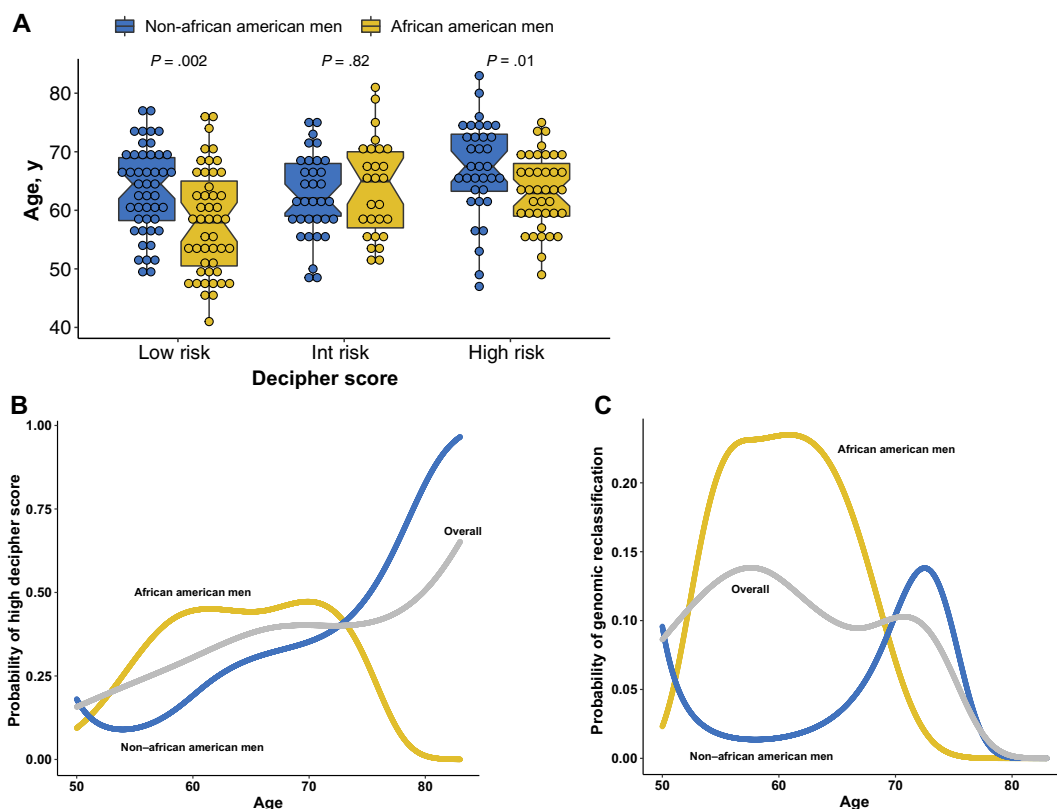 A
Non-african american men
African american men
P = .002
P = .82
P = .01
80
70
60
50
40
Age, y
Low risk
Int risk
High risk
Decipher score
B
1.00
0.75
0.50
0.25
0.00
Probability of high decipher score
African american men
Overall
Non–african american men
50
60
70
80
Age
C
0.20
0.15
0.10
0.05
0.00
Probability of genomic reclassification
African american men
Overall
Non–african american men
50
60
70
80
Age